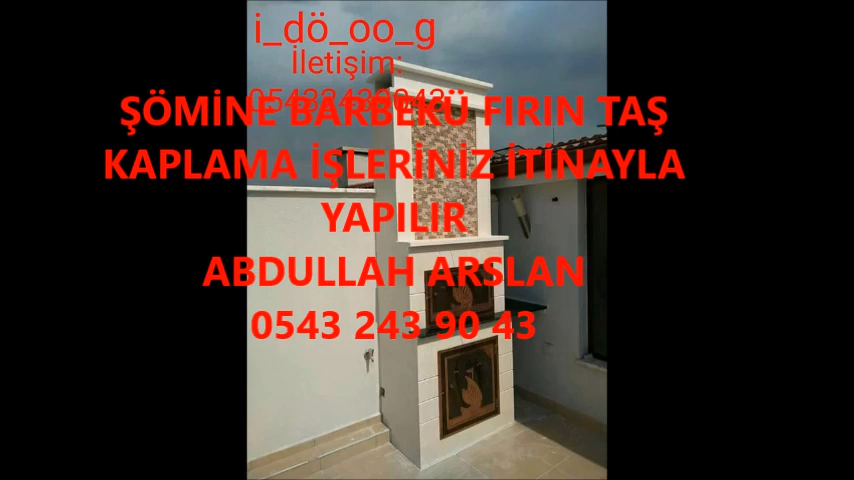 i_dö_oo_g
İletişim:
05432439043
ŞÖMİNE BARBEKÜ FIRIN TAŞ
KAPLAMA İŞLERİNİZ İTİNAYLA
YAPILIR
ABDULLAH ARSLAN
0543 243 90 43